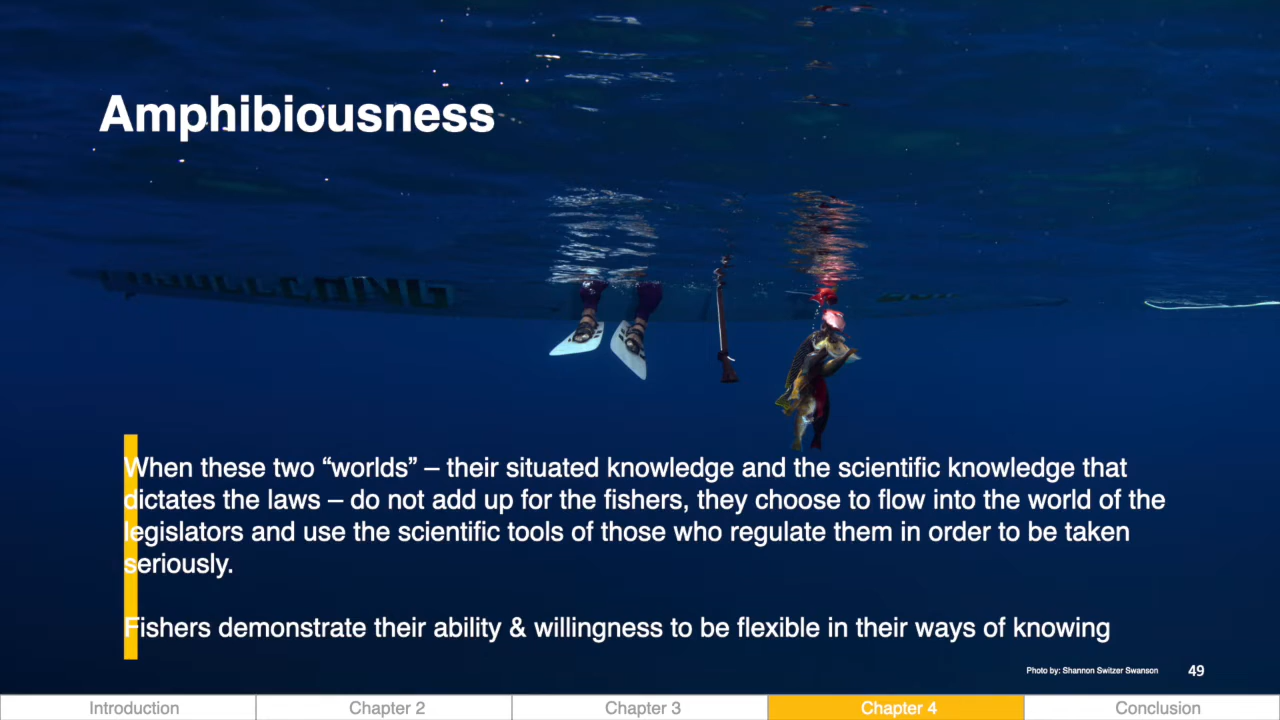 Amphibiousness
When these two “worlds” – their situated knowledge and the scientific knowledge that
dictates the laws – do not add up for the fishers, they choose to flow into the world of the
legislators and use the scientific tools of those who regulate them in order to be taken
seriously.
Fishers demonstrate their ability & willingness to be flexible in their ways of knowing
Photo by: Shannon Switzer Swanson
49
Introduction
Chapter 2
Chapter 3
Chapter 4
Conclusion